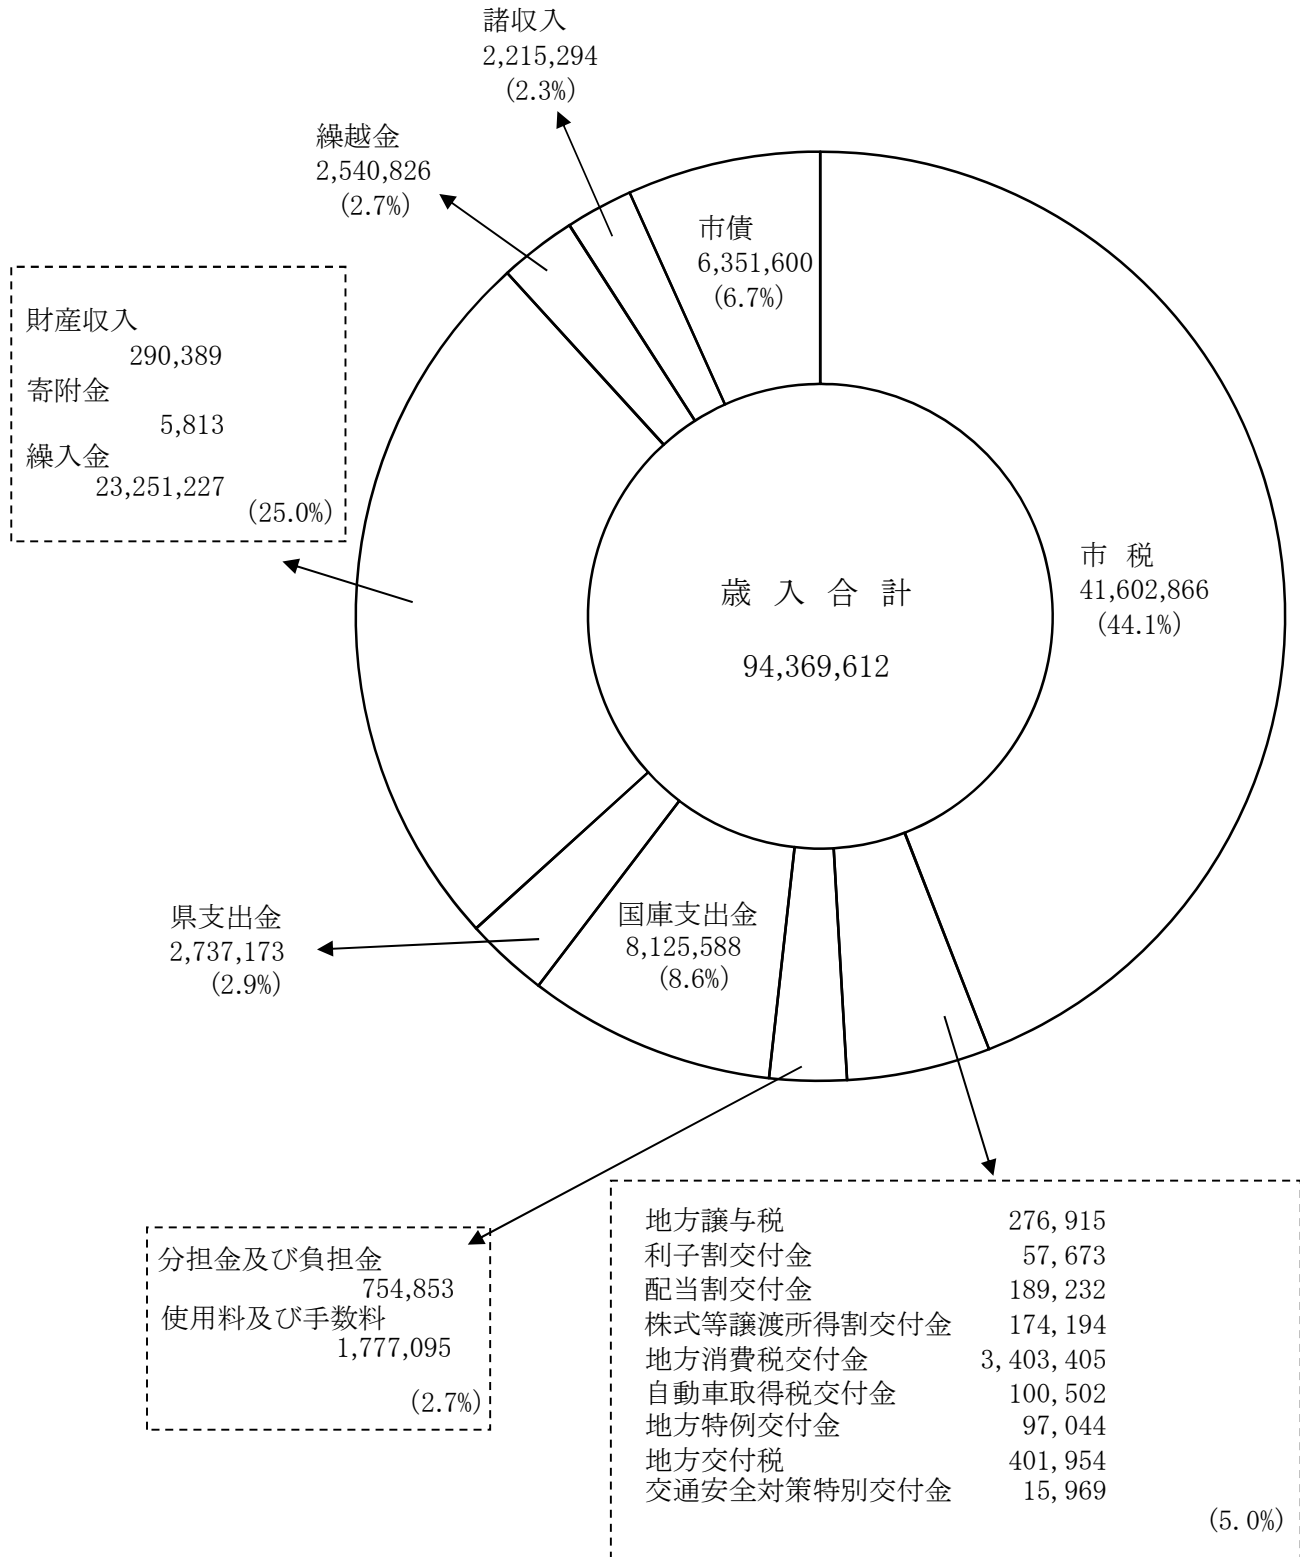 諸収入
2,215,294
(2.3%)
繰越金
2,540,826
(2.7%)
市債
6,351,600
(6.7%)
財産収入
290,389
寄附金
5,813
繰入金
23,251,227
(25.0%)
市 税
41,602,866
(44.1%)
歳 入 合 計
94,369,612
県支出金
2,737,173
(2.9%)
国庫支出金
8,125,588
(8.6%)
分担金及び負担金
754,853
使用料及び手数料
1,777,095
(2.7%)
地方譲与税 276,915
利子割交付金 57,673
配当割交付金 189,232
株式等譲渡所得割交付金 174,194
地方消費税交付金 3,403,405
自動車取得税交付金 100,502
地方特例交付金 97,044
地方交付税 401,954
交通安全対策特別交付金 15,969
(5.0%)